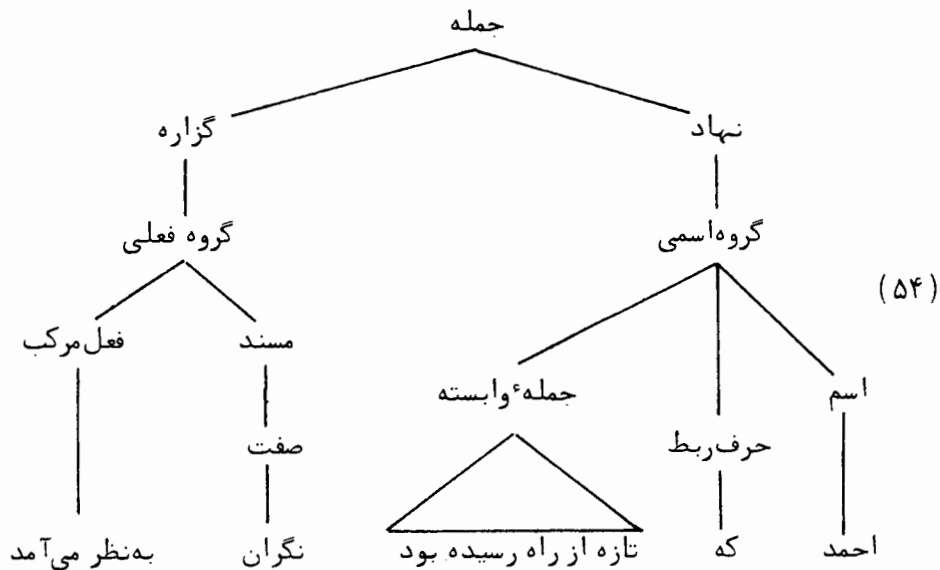 جمله
نهاد گزاره
گروه اسمی گروه فعلی
(۵۴)
مسند فعل مرکب
اسم جملهٔ وابسته
حرف ربط صفت
احمد که تازه از راه رسیده بود نگران به‌نظر می‌آمد